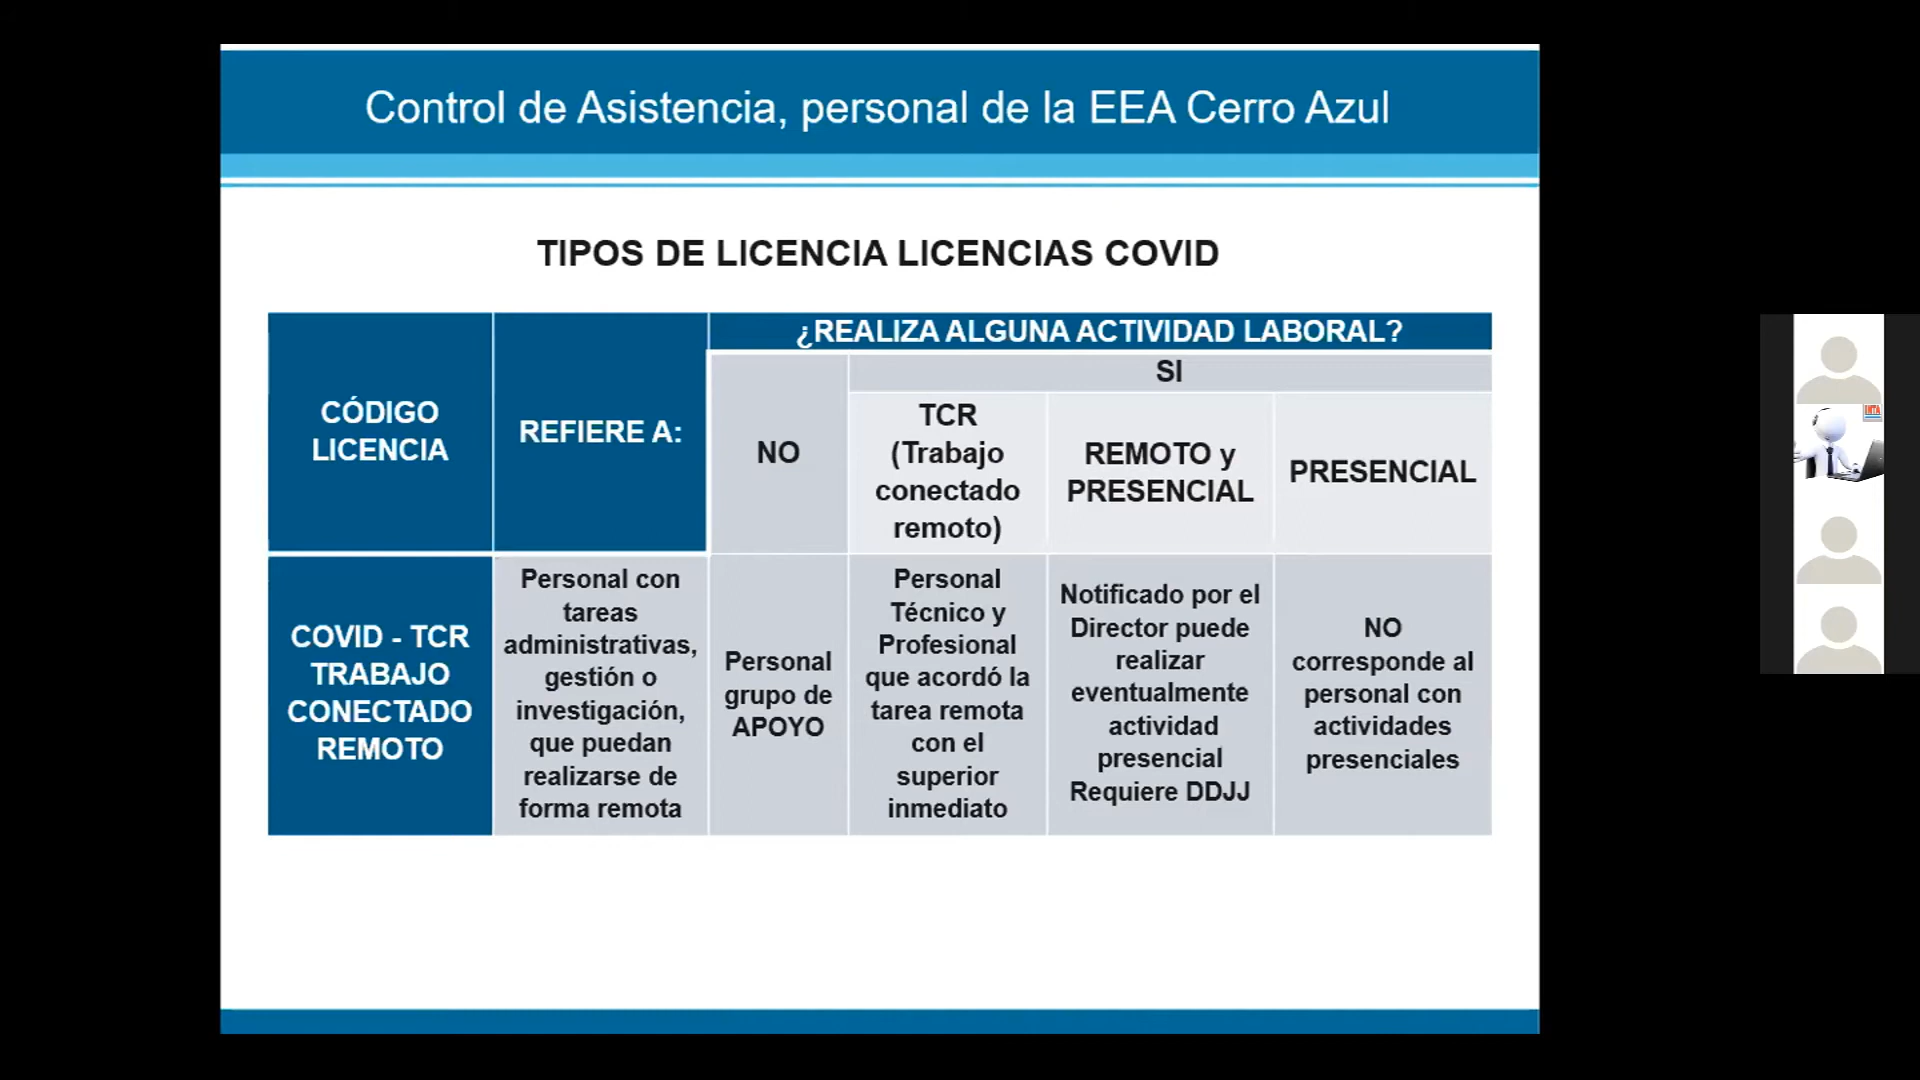 Control de Asistencia, personal de la EEA Cerro Azul
TIPOS DE LICENCIA LICENCIAS COVID
CÓDIGO
LICENCIA
REFIERE A:
¿REALIZA ALGUNA ACTIVIDAD LABORAL?
NO
SI
TCR
(Trabajo
conectado
remoto)
REMOTO y
PRESENCIAL
PRESENCIAL
COVID - TCR
TRABAJO
CONECTADO
REMOTO
Personal con
tareas
administrativas,
gestión o
investigación,
que puedan
realizarse de
forma remota
Personal
grupo de
APOYO
Personal
Técnico y
Profesional
que acordó la
tarea remota
con el
superior
inmediato
Notificado por el
Director puede
realizar
eventualmente
actividad
presencial
Requiere DDJJ
NO
corresponde al
personal con
actividades
presenciales